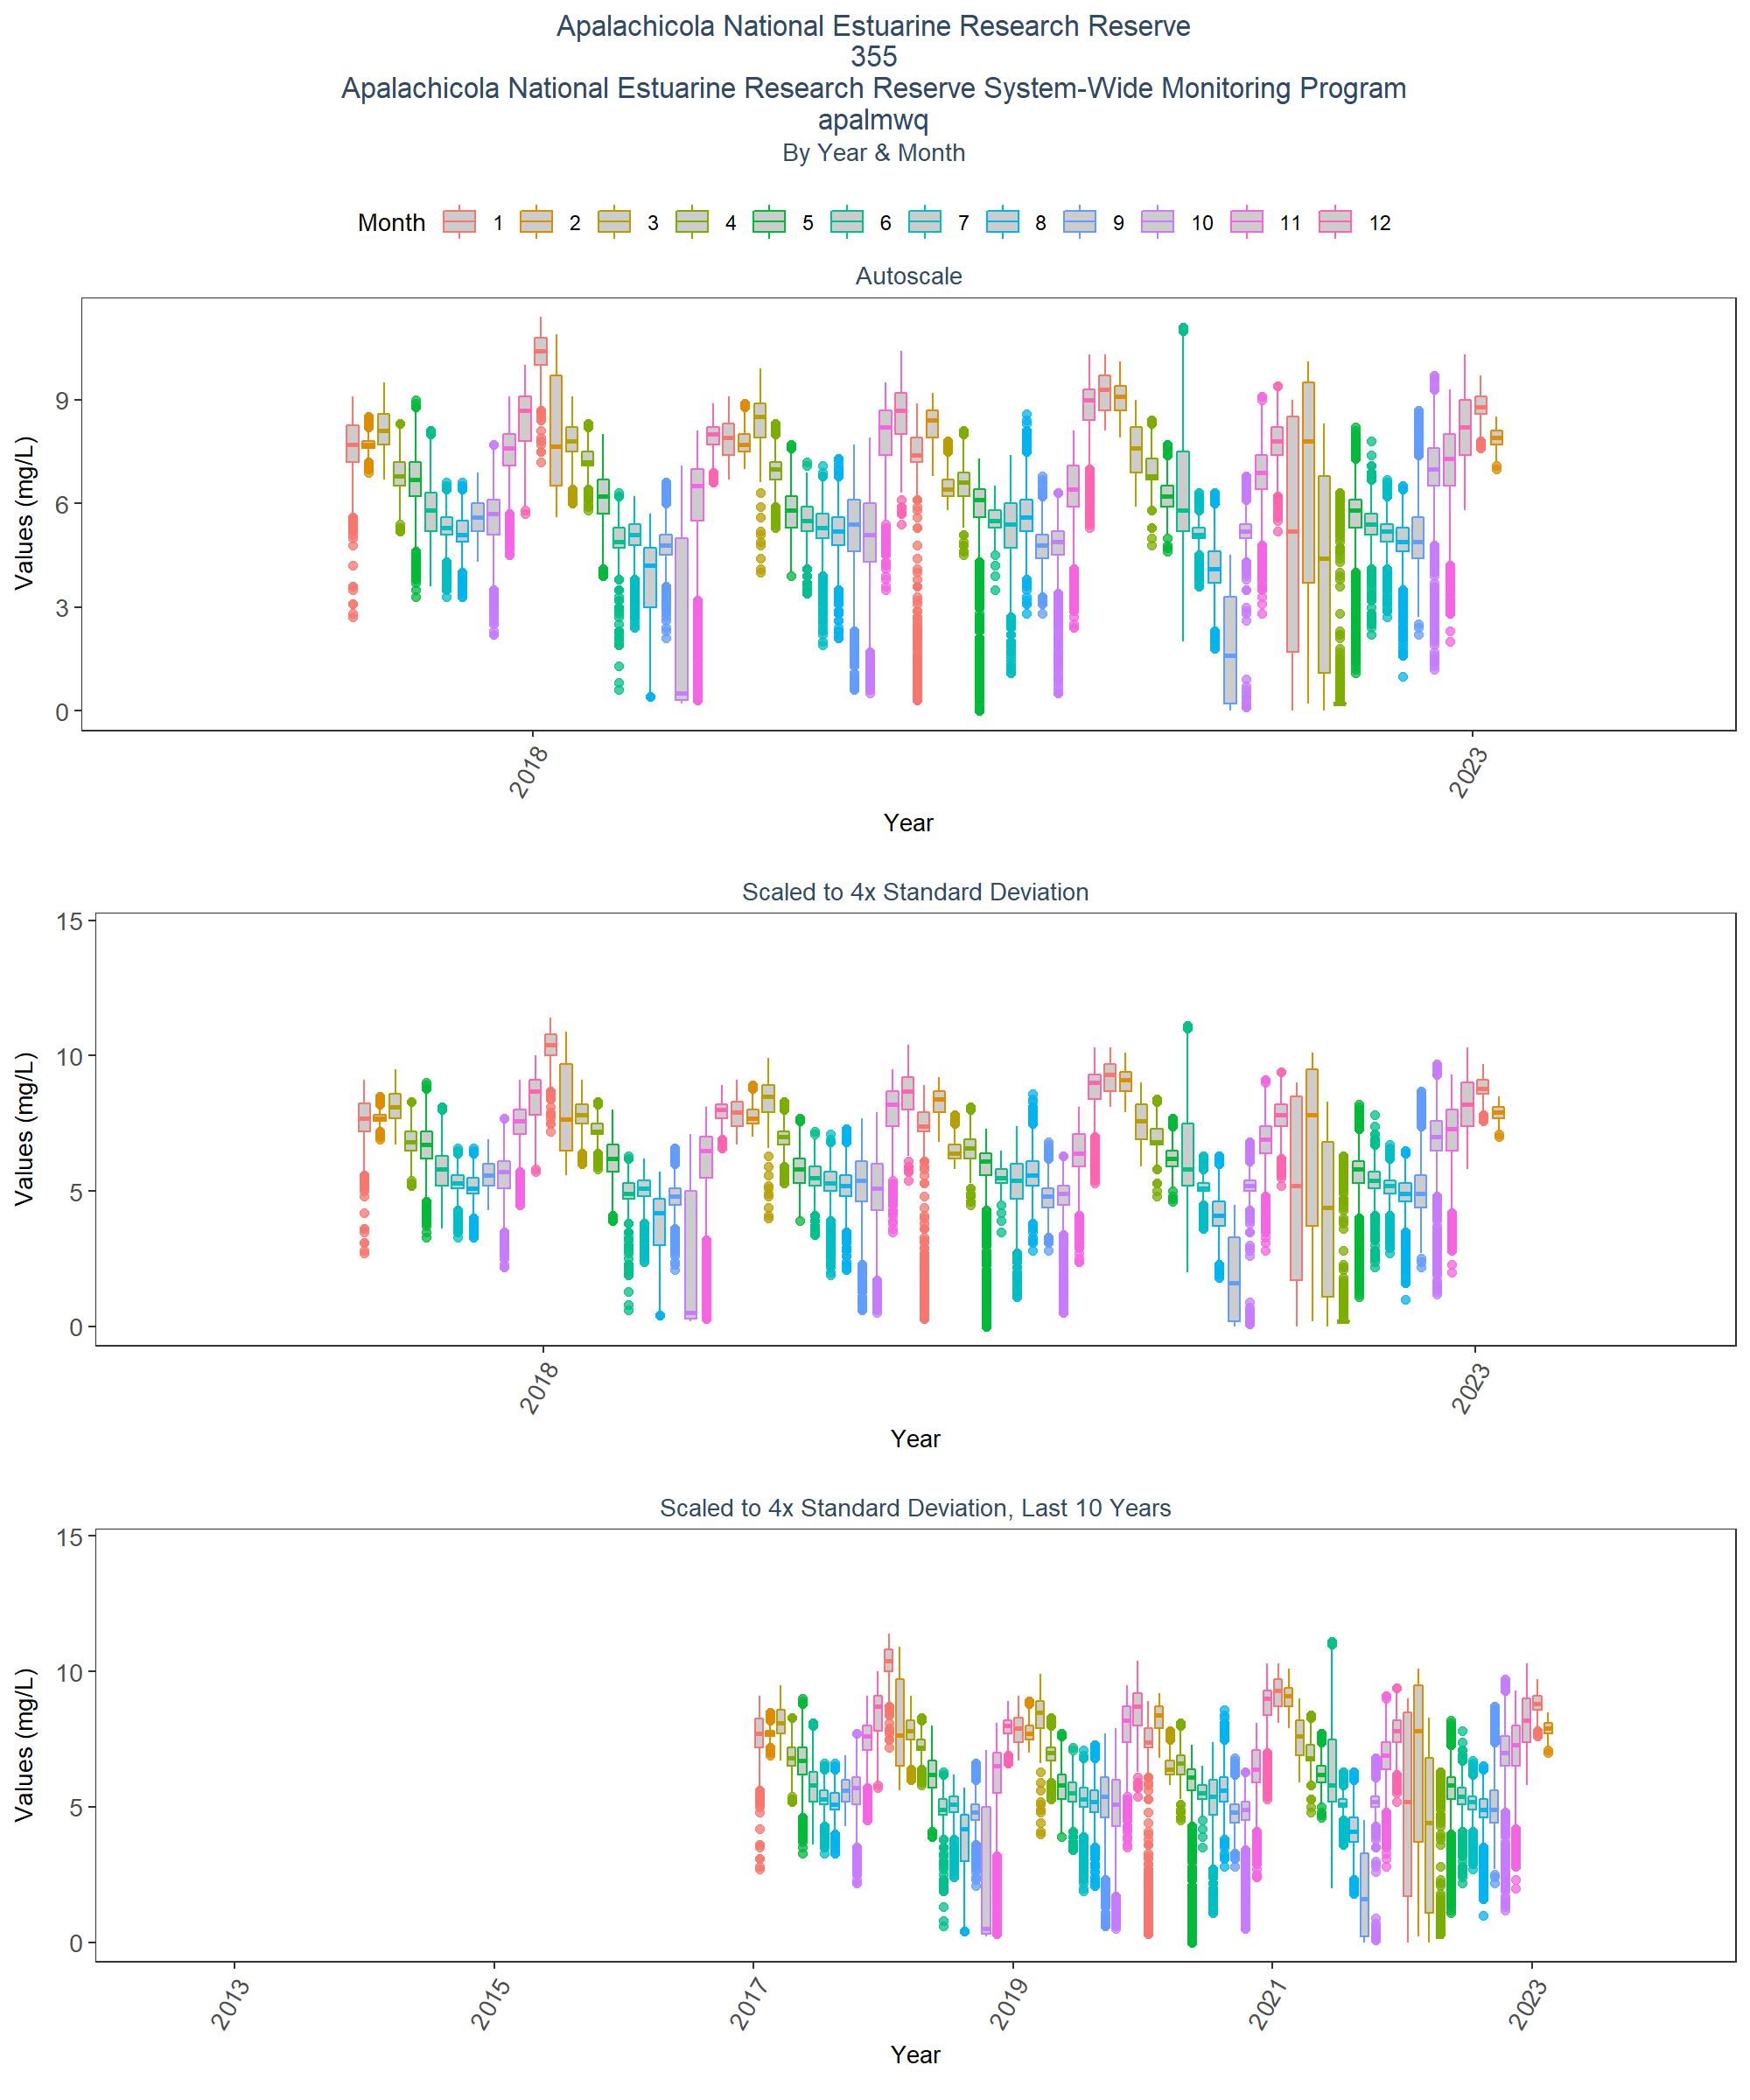 Apalachicola National Estuarine Research Reserve
355
Apalachicola National Estuarine Research Reserve System-Wide Monitoring Program
apalmwq
By Year & Month
Month 1 2 3 4 5 6 7 8 9 10 11 12
Autoscale
Values (mg/L)
9
6
3
0
2018 2023
Year
Scaled to 4x Standard Deviation
Values (mg/L)
15
10
5
0
2018 2023
Year
Scaled to 4x Standard Deviation, Last 10 Years
Values (mg/L)
15
10
5
0
2013 2015 2017 2019 2021 2023
Year